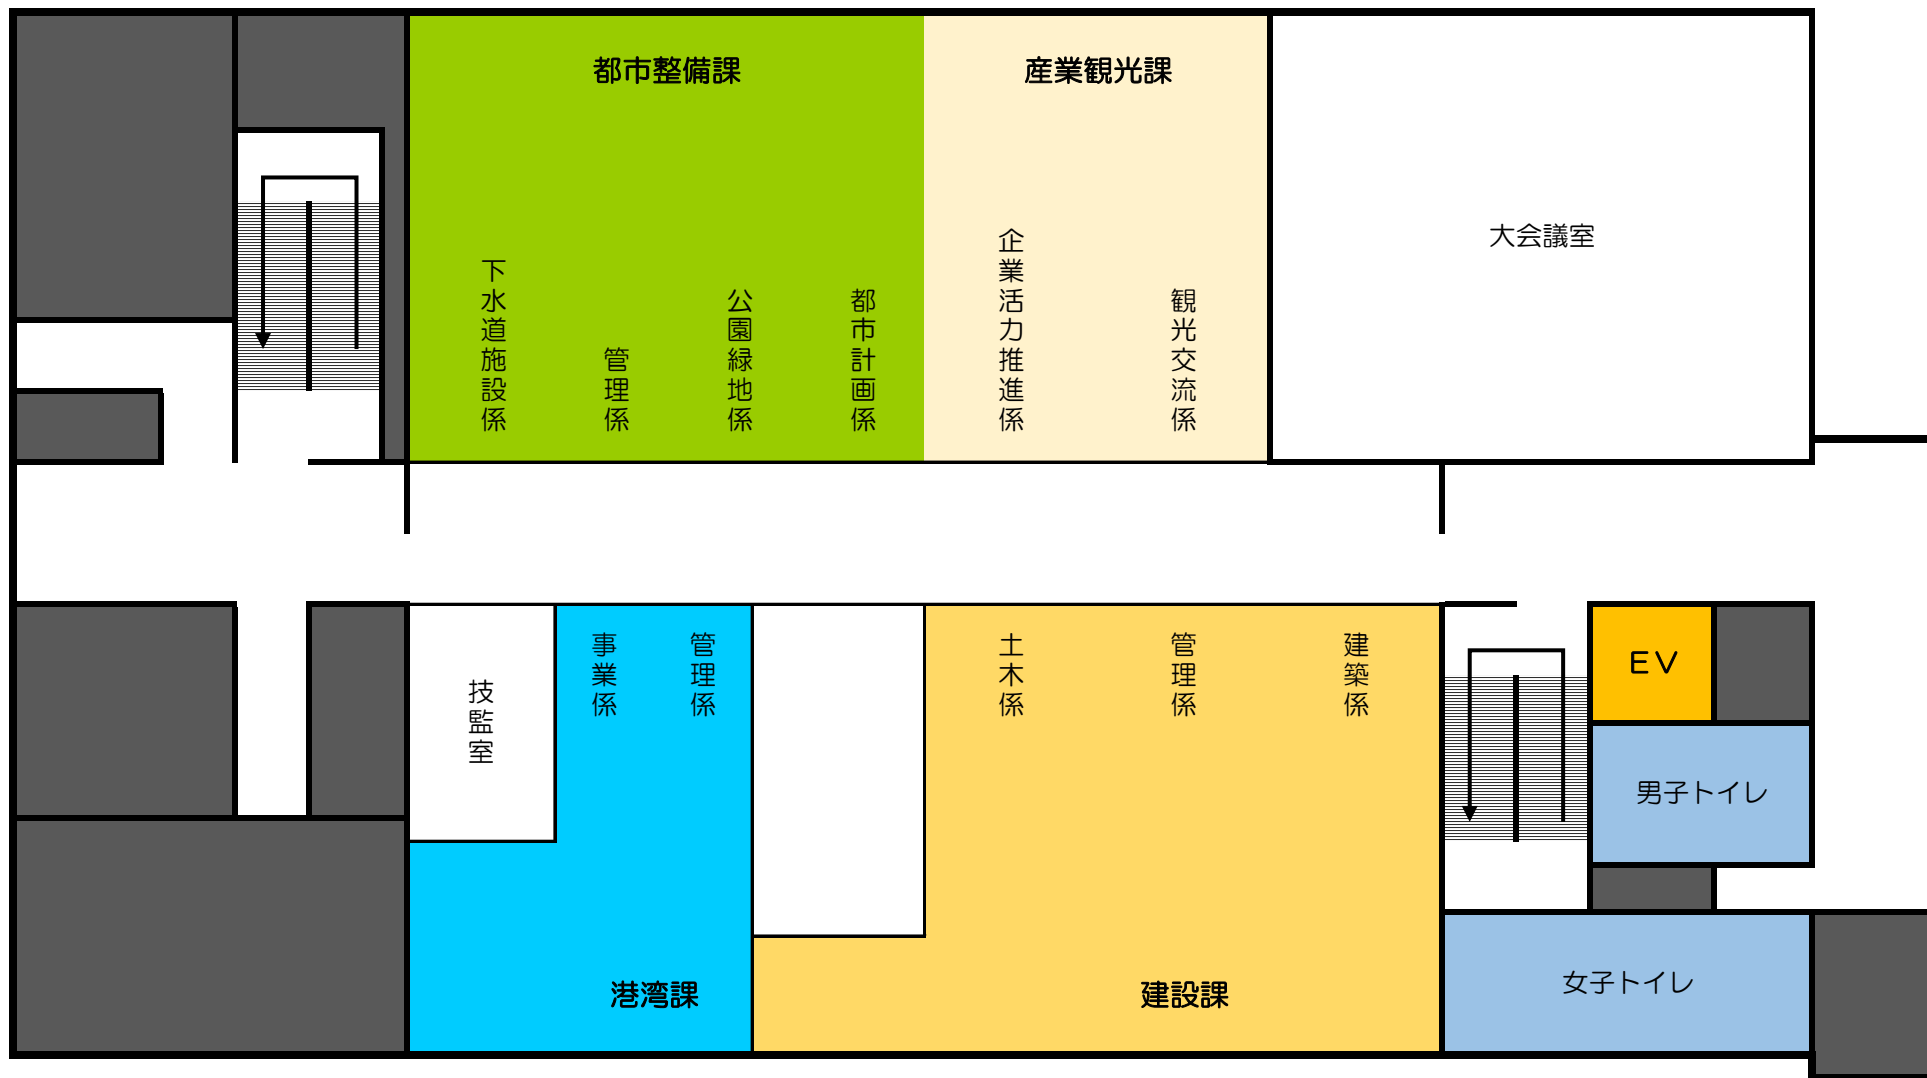 都市整備課
産業観光課
下水道施設係
管理係
公園緑地係
都市計画係
企業活力推進係
観光交流係
大会議室
技監室
事業係
管理係
港湾課
土木係
管理係
建築係
建設課
ＥＶ
男子トイレ
女子トイレ